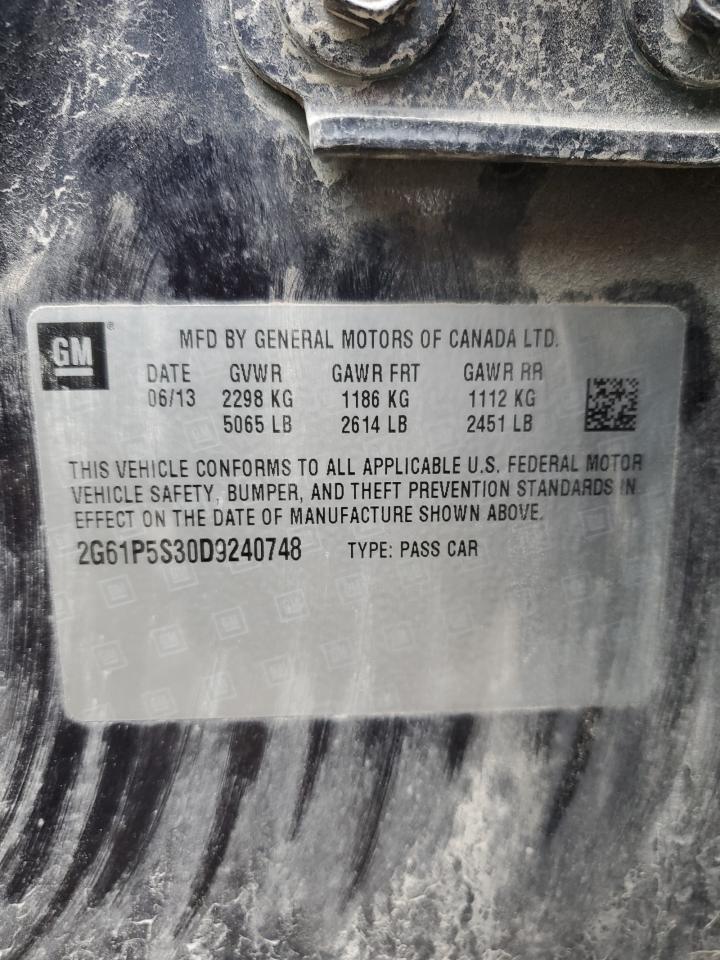 GM ® MFD BY GENERAL MOTORS OF CANADA LTD.
DATE GVWR GAWR FRT GAWR RR
06/13 2298 KG 1186 KG 1112 KG
5065 LB 2614 LB 2451 LB
THIS VEHICLE CONFORMS TO ALL APPLICABLE U.S. FEDERAL MOTOR
VEHICLE SAFETY, BUMPER, AND THEFT PREVENTION STANDARDS IN
EFFECT ON THE DATE OF MANUFACTURE SHOWN ABOVE.
2G61P5S30D9240748 TYPE: PASS CAR